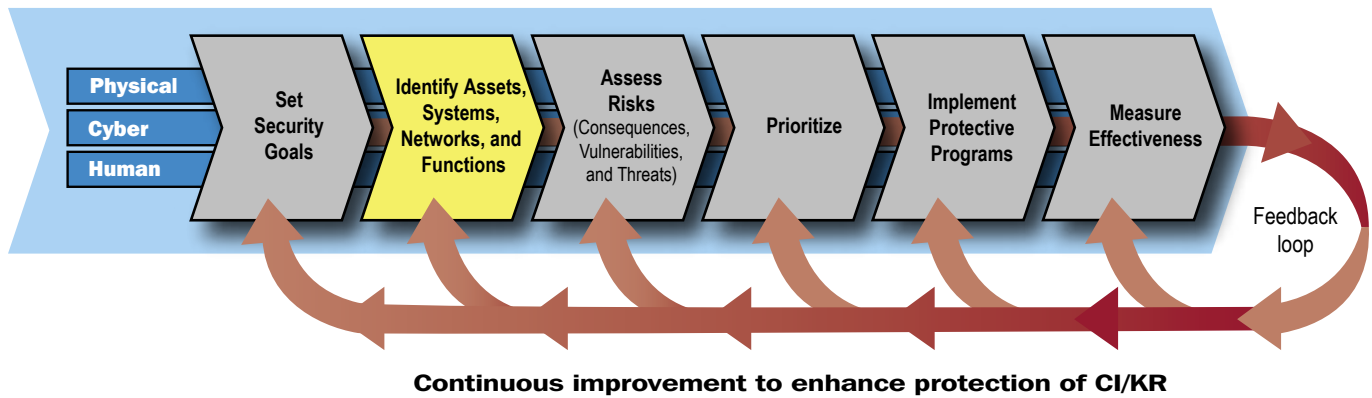 Physical
Cyber
Human
Set
Security
Goals
Identify Assets,
Systems,
Networks, and
Functions
Assess
Risks
(Consequences,
Vulnerabilities,
and Threats)
Prioritize
Implement
Protective
Programs
Measure
Effectiveness
Feedback
loop
Continuous improvement to enhance protection of CI/KR